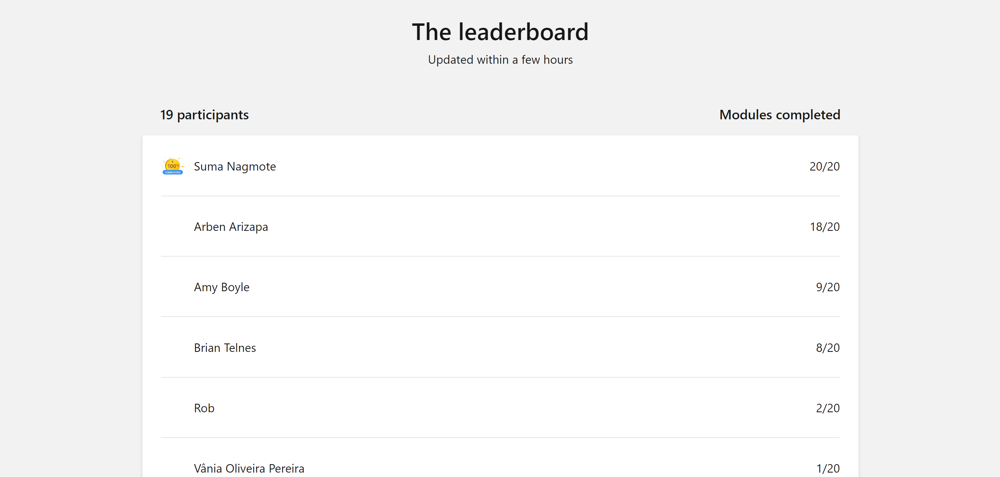 The leaderboard
Updated within a few hours
19 participants Modules completed
100% COMPLETED Suma Nagmote 20/20
Arben Arizapa 18/20
Amy Boyle 9/20
Brian Telnes 8/20
Rob 2/20
Vânia Oliveira Pereira 1/20